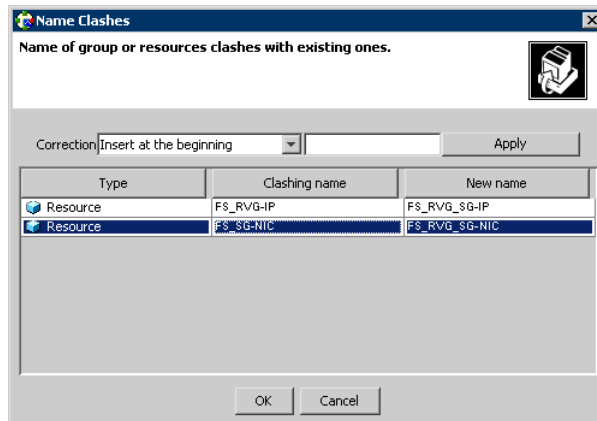 Name Clashes
Name of group or resources clashes with existing ones.
Correction Insert at the beginning Apply
Type Clashing name New name
Resource FS_RVG-IP FS_RVG_SG-IP
Resource FS_SG-NIC FS_RVG_SG-NIC
OK Cancel